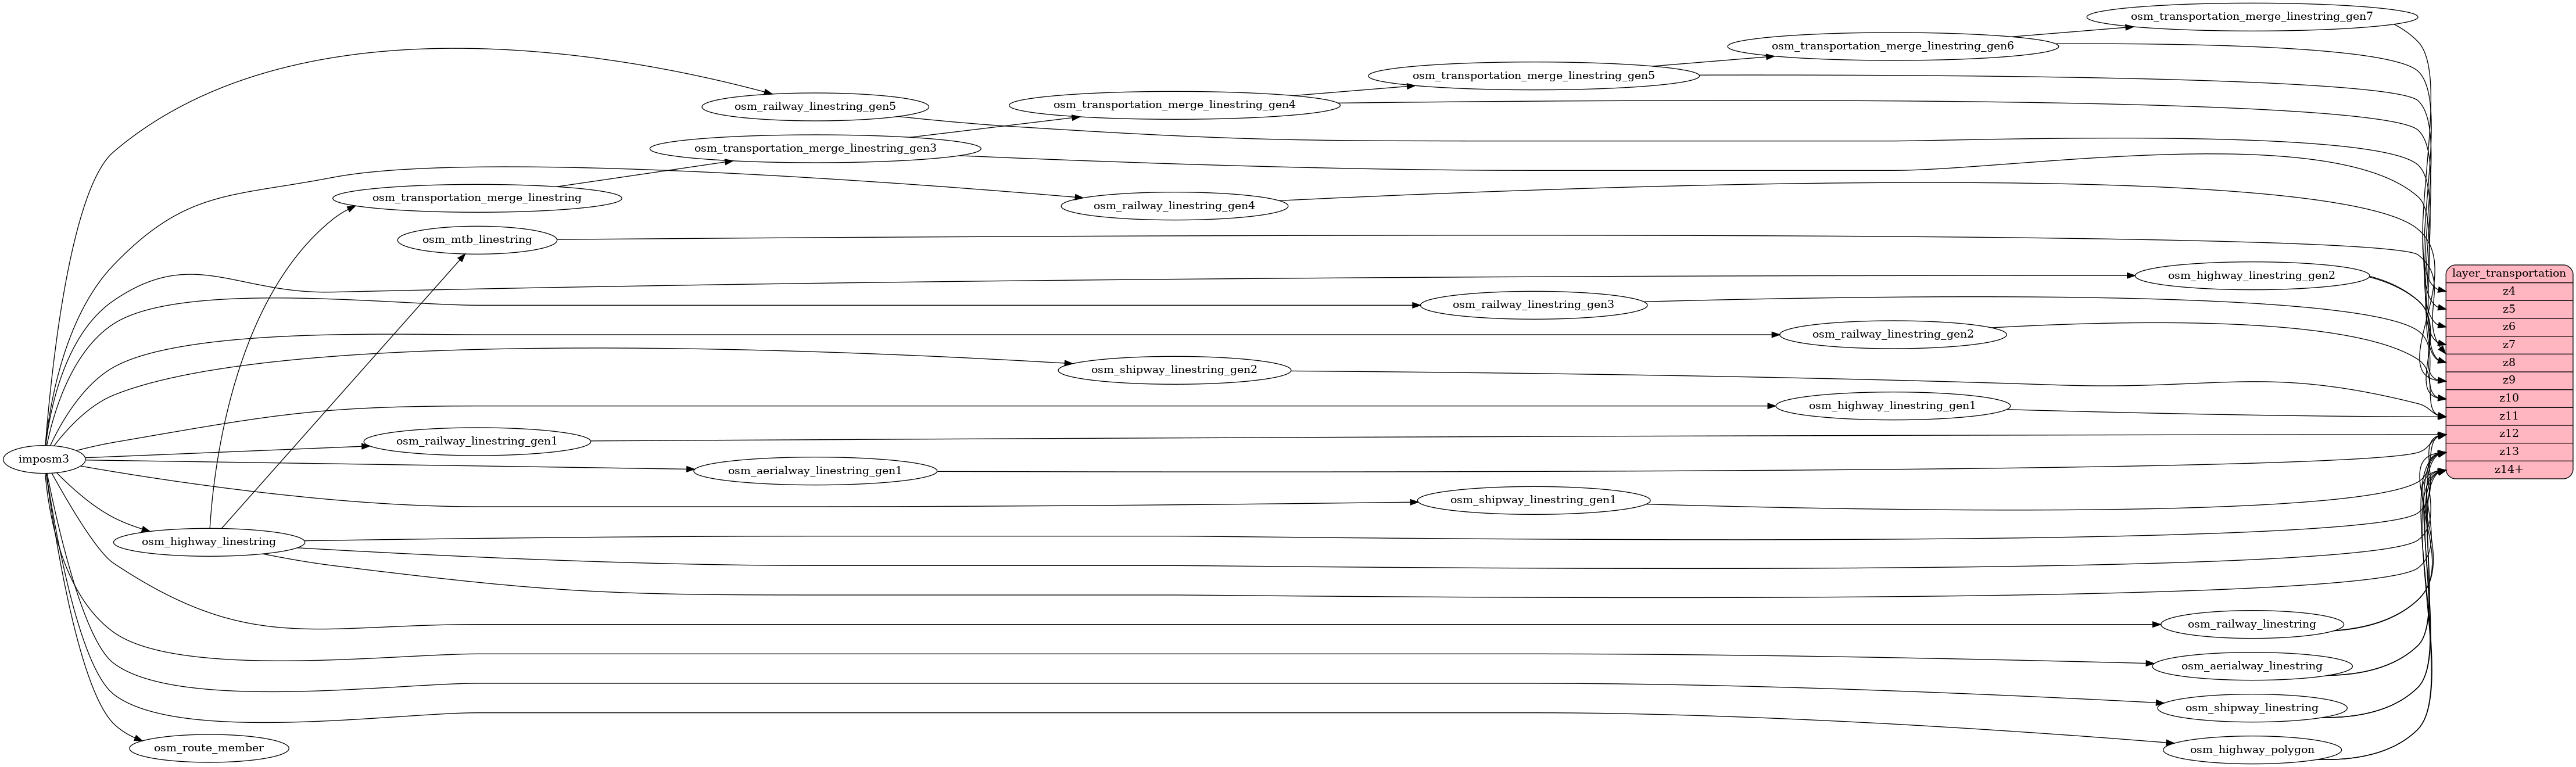 osm_transportation_merge_linestring_gen7
osm_transportation_merge_linestring_gen6
osm_transportation_merge_linestring_gen5
osm_transportation_merge_linestring_gen4
osm_railway_linestring_gen5
osm_transportation_merge_linestring_gen3
osm_transportation_merge_linestring
osm_railway_linestring_gen4
osm_mtb_linestring
osm_highway_linestring_gen2
osm_railway_linestring_gen3
osm_railway_linestring_gen2
osm_shipway_linestring_gen2
osm_highway_linestring_gen1
osm_railway_linestring_gen1
imposm3
osm_aerialway_linestring_gen1
osm_shipway_linestring_gen1
osm_highway_linestring
osm_railway_linestring
osm_aerialway_linestring
osm_shipway_linestring
osm_route_member
osm_highway_polygon
layer_transportation
z4
z5
z6
z7
z8
z9
z10
z11
z12
z13
z14+